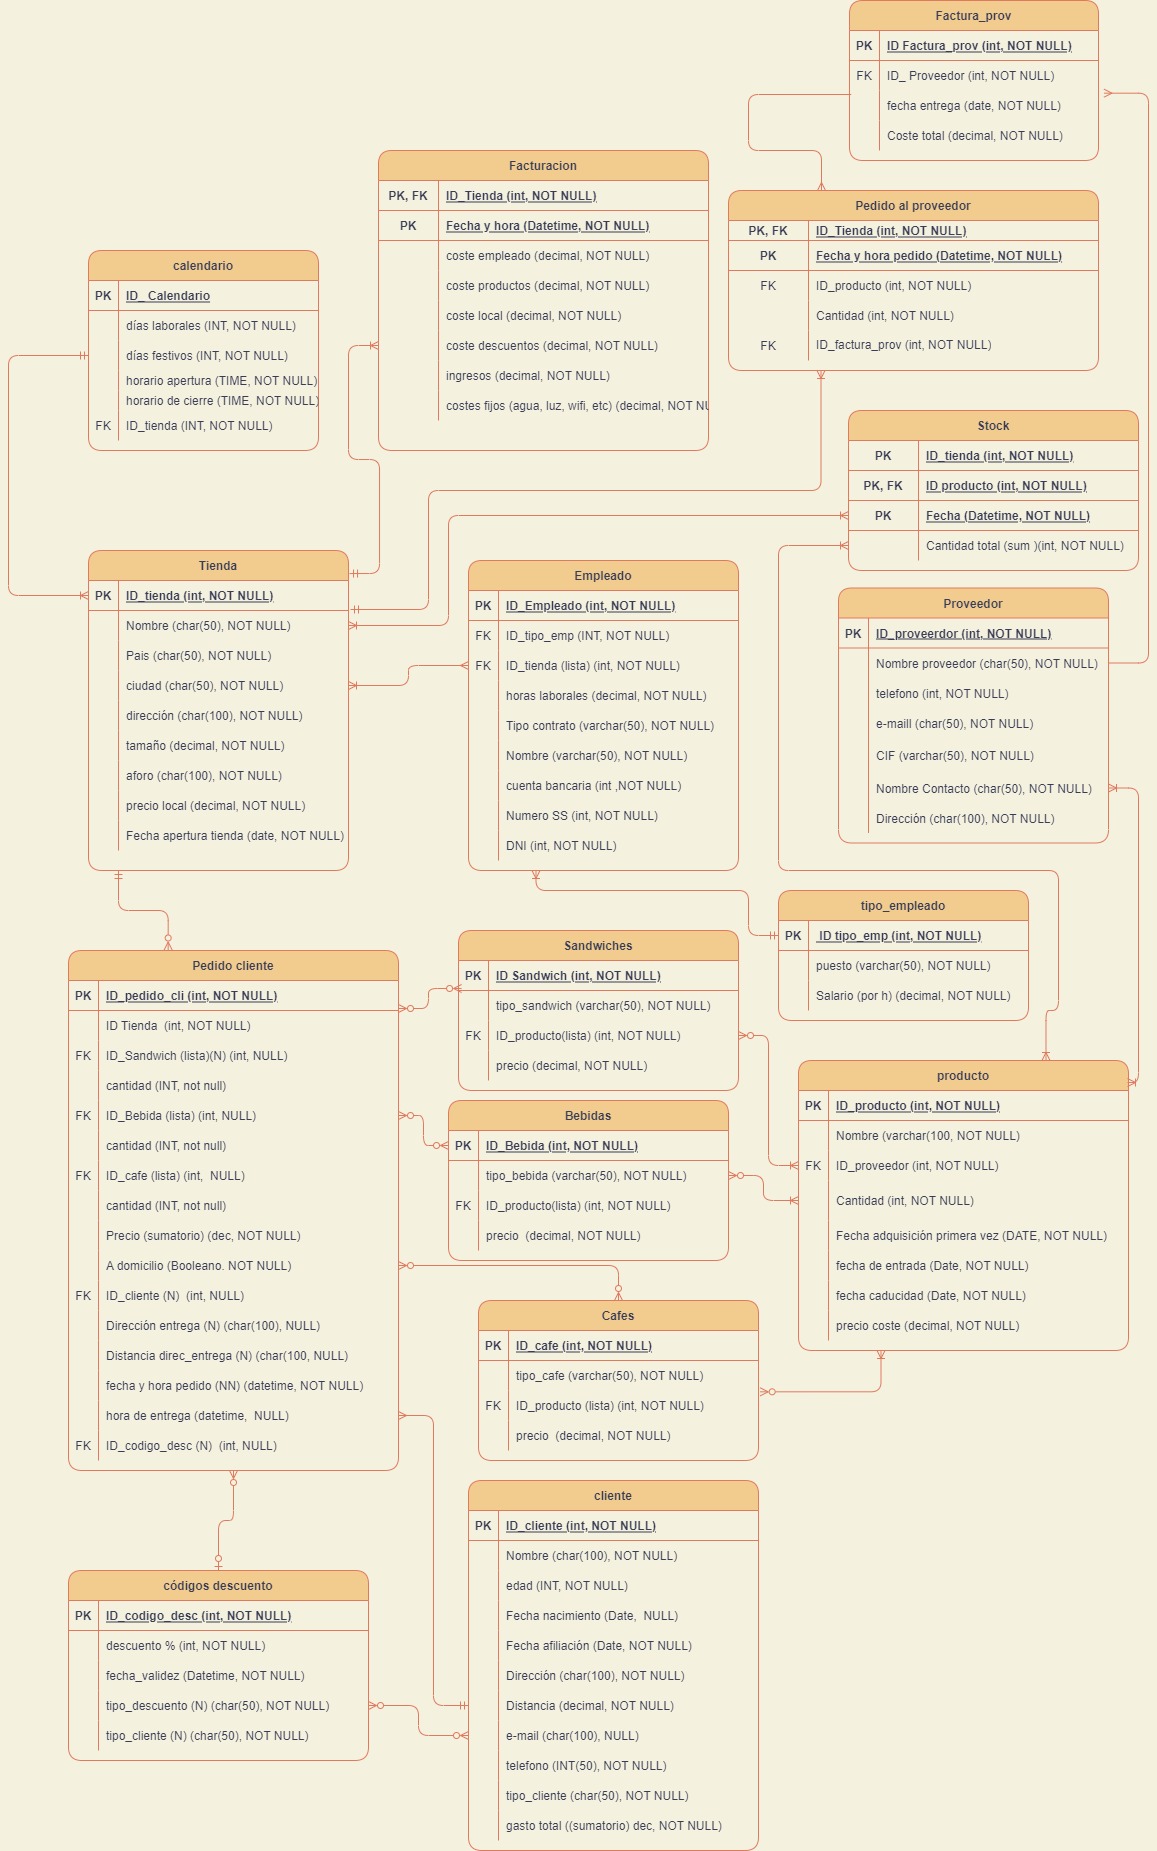 Factura_prov
PK ID Factura_prov (int, NOT NULL)
FK ID_ Proveedor (int, NOT NULL)
fecha entrega (date, NOT NULL)
Coste total (decimal, NOT NULL)
Facturacion
PK, FK ID_Tienda (int, NOT NULL)
PK Fecha y hora (Datetime, NOT NULL)
coste empleado (decimal, NOT NULL)
coste productos (decimal, NOT NULL)
coste local (decimal, NOT NULL)
coste descuentos (decimal, NOT NULL)
ingresos (decimal, NOT NULL)
costes fijos (agua, luz, wifi, etc) (decimal, NOT NU
Pedido al proveedor
PK, FK ID_Tienda (int, NOT NULL)
PK Fecha y hora pedido (Datetime, NOT NULL)
FK ID_producto (int, NOT NULL)
Cantidad (int, NOT NULL)
FK ID_factura_prov (int, NOT NULL)
calendario
PK ID_ Calendario
días laborales (INT, NOT NULL)
días festivos (INT, NOT NULL)
horario apertura (TIME, NOT NULL)
horario de cierre (TIME, NOT NULL)
FK ID_tienda (INT, NOT NULL)
Stock
PK ID_tienda (int, NOT NULL)
PK, FK ID producto (int, NOT NULL)
PK Fecha (Datetime, NOT NULL)
Cantidad total (sum )(int, NOT NULL)
Tienda
PK ID_tienda (int, NOT NULL)
Nombre (char(50), NOT NULL)
Pais (char(50), NOT NULL)
ciudad (char(50), NOT NULL)
dirección (char(100), NOT NULL)
tamaño (decimal, NOT NULL)
aforo (char(100), NOT NULL)
precio local (decimal, NOT NULL)
Fecha apertura tienda (date, NOT NULL)
Empleado
PK ID_Empleado (int, NOT NULL)
FK ID_tipo_emp (INT, NOT NULL)
FK ID_tienda (lista) (int, NOT NULL)
horas laborales (decimal, NOT NULL)
Tipo contrato (varchar(50), NOT NULL)
Nombre (varchar(50), NOT NULL)
cuenta bancaria (int ,NOT NULL)
Numero SS (int, NOT NULL)
DNI (int, NOT NULL)
Proveedor
PK ID_proveerdor (int, NOT NULL)
Nombre proveedor (char(50), NOT NULL)
telefono (int, NOT NULL)
e-maill (char(50), NOT NULL)
CIF (varchar(50), NOT NULL)
Nombre Contacto (char(50), NOT NULL)
Dirección (char(100), NOT NULL)
tipo_empleado
PK ID tipo_emp (int, NOT NULL)
puesto (varchar(50), NOT NULL)
Salario (por h) (decimal, NOT NULL)
Pedido cliente
PK ID_pedido_cli (int, NOT NULL)
ID Tienda (int, NOT NULL)
FK ID_Sandwich (lista)(N) (int, NULL)
cantidad (INT, not null)
FK ID_Bebida (lista) (int, NULL)
cantidad (INT, not null)
FK ID_cafe (lista) (int, NULL)
cantidad (INT, not null)
Precio (sumatorio) (dec, NOT NULL)
A domicilio (Booleano. NOT NULL)
FK ID_cliente (N) (int, NULL)
Dirección entrega (N) (char(100), NULL)
Distancia direc_entrega (N) (char(100, NULL)
fecha y hora pedido (NN) (datetime, NOT NULL)
hora de entrega (datetime, NULL)
FK ID_codigo_desc (N) (int, NULL)
Sandwiches
PK ID Sandwich (int, NOT NULL)
tipo_sandwich (varchar(50), NOT NULL)
FK ID_producto(lista) (int, NOT NULL)
precio (decimal, NOT NULL)
Bebidas
PK ID_Bebida (int, NOT NULL)
tipo_bebida (varchar(50), NOT NULL)
FK ID_producto(lista) (int, NOT NULL)
precio (decimal, NOT NULL)
producto
PK ID_producto (int, NOT NULL)
Nombre (varchar(100, NOT NULL)
FK ID_proveedor (int, NOT NULL)
Cantidad (int, NOT NULL)
Fecha adquisición primera vez (DATE, NOT NULL)
fecha de entrada (Date, NOT NULL)
fecha caducidad (Date, NOT NULL)
precio coste (decimal, NOT NULL)
Cafes
PK ID_cafe (int, NOT NULL)
tipo_cafe (varchar(50), NOT NULL)
FK ID_producto (lista) (int, NOT NULL)
precio (decimal, NOT NULL)
cliente
PK ID_cliente (int, NOT NULL)
Nombre (char(100), NOT NULL)
edad (INT, NOT NULL)
Fecha nacimiento (Date, NULL)
Fecha afiliación (Date, NOT NULL)
Dirección (char(100), NOT NULL)
Distancia (decimal, NOT NULL)
e-mail (char(100), NULL)
telefono (INT(50), NOT NULL)
tipo_cliente (char(50), NOT NULL)
gasto total ((sumatorio) dec, NOT NULL)
códigos descuento
PK ID_codigo_desc (int, NOT NULL)
descuento % (int, NOT NULL)
fecha_validez (Datetime, NOT NULL)
tipo_descuento (N) (char(50), NOT NULL)
tipo_cliente (N) (char(50), NOT NULL)